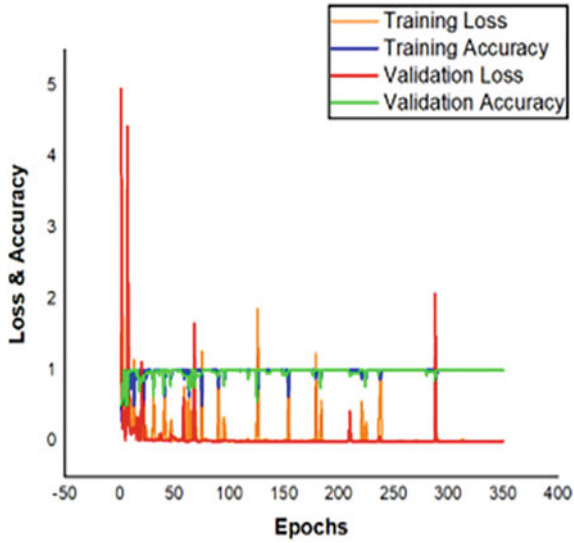 Training Loss
Training Accuracy
Validation Loss
Validation Accuracy
5
4
3
2
1
0
Loss & Accuracy
-50 0 50 100 150 200 250 300 350 400
Epochs